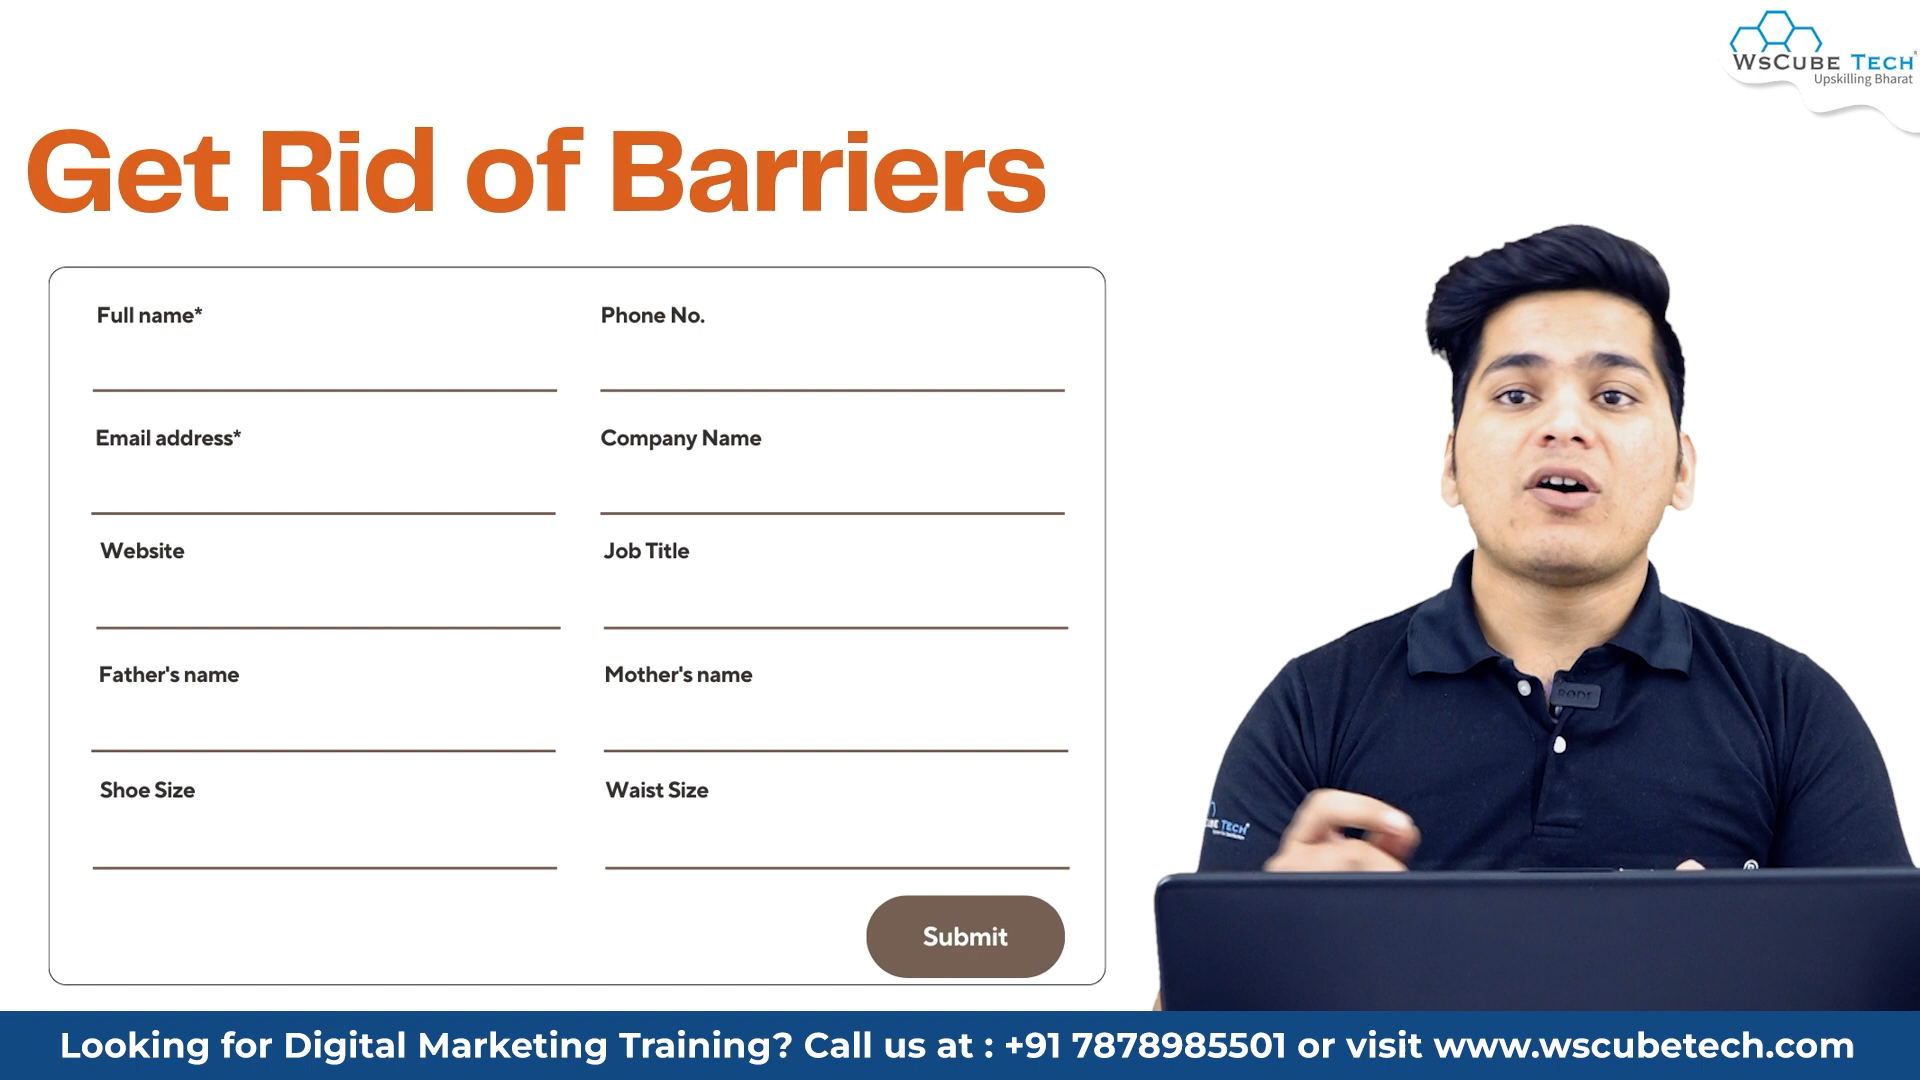 WsCube Tech
Upskilling Bharat
Get Rid of Barriers
Full name*
Phone No.
Email address*
Company Name
Website
Job Title
Father's name
Mother's name
Shoe Size
Waist Size
Submit
RØDE
TECH
Looking for Digital Marketing Training? Call us at : +91 7878985501 or visit www.wscubetech.com